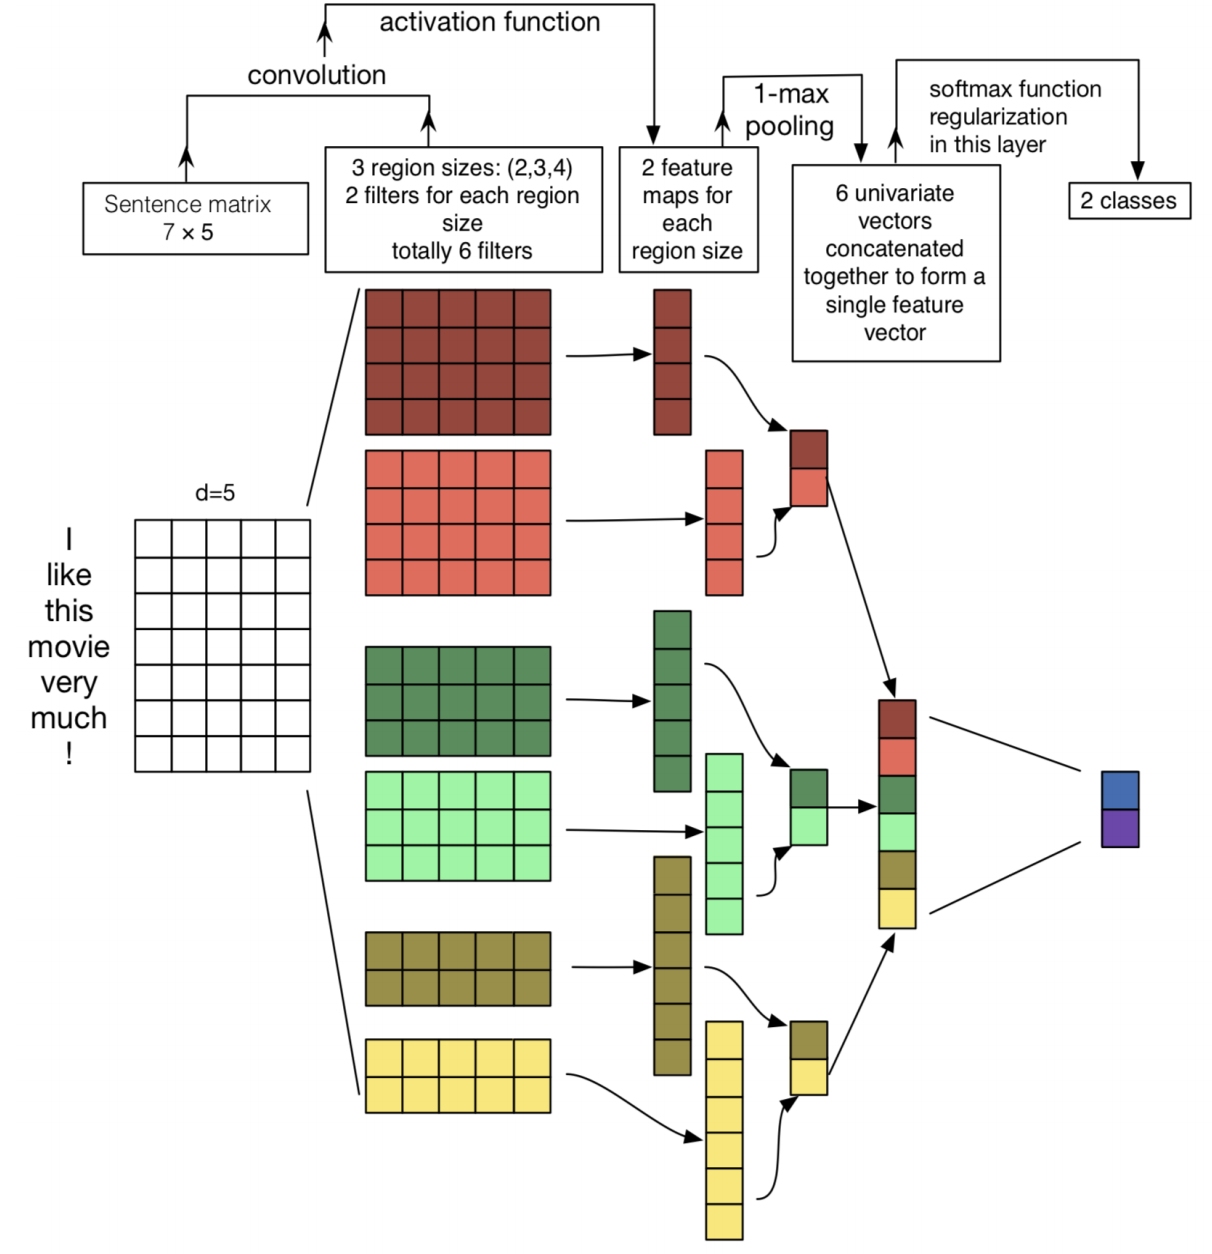 activation function
convolution
1-max
pooling
softmax function
regularization
in this layer
Sentence matrix
7 × 5
3 region sizes: (2,3,4)
2 filters for each region
size
totally 6 filters
2 feature
maps for
each
region size
6 univariate
vectors
concatenated
together to form a
single feature
vector
2 classes
d=5
I
like
this
movie
very
much
!